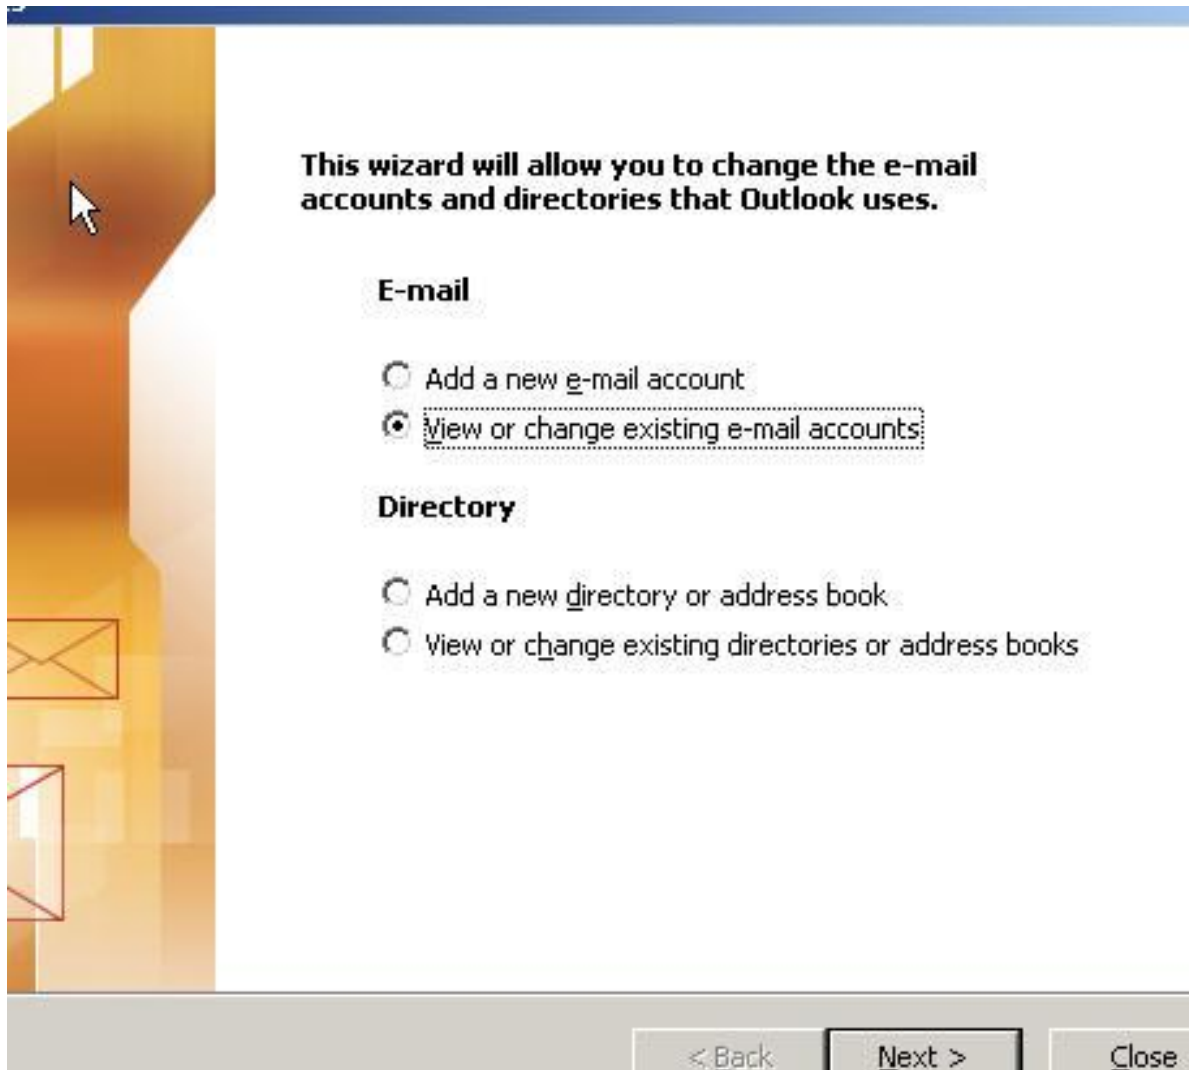 This wizard will allow you to change the e-mail
accounts and directories that Outlook uses.
E-mail
Add a new e-mail account
View or change existing e-mail accounts
Directory
Add a new directory or address book
View or change existing directories or address books
< Back
Next >
Close